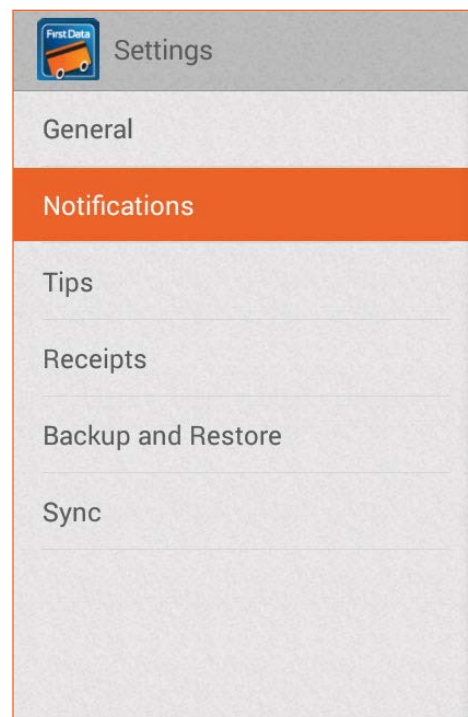 First Data
Settings
General
Notifications
Tips
Receipts
Backup and Restore
Sync